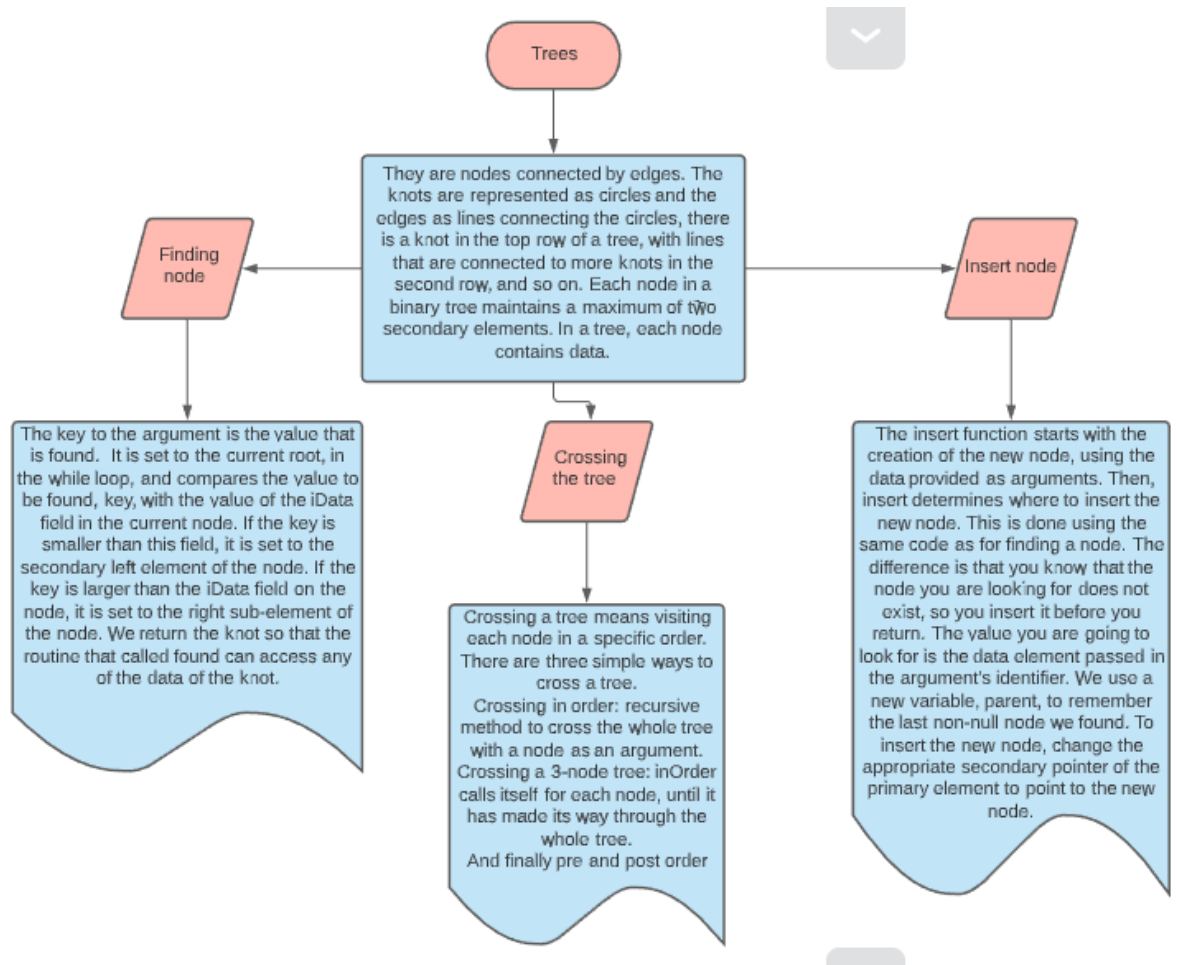 Trees
They are nodes connected by edges. The
knots are represented as circles and the
edges as lines connecting the circles, there
is a knot in the top row of a tree, with lines
that are connected to more knots in the
second row, and so on. Each node in a
binary tree maintains a maximum of two
secondary elements. In a tree, each node
contains data.
Finding
node
Insert node
The key to the argument is the value that
is found. It is set to the current root, in
the while loop, and compares the value to
be found, key, with the value of the iData
field in the current node. If the key is
smaller than this field, it is set to the
secondary left element of the node. If the
key is larger than the iData field on the
node, it is set to the right sub-element of
the node. We return the knot so that the
routine that called found can access any
of the data of the knot.
Crossing
the tree
Crossing a tree means visiting
each node in a specific order.
There are three simple ways to
cross a tree.
Crossing in order: recursive
method to cross the whole tree
with a node as an argument.
Crossing a 3-node tree: inOrder
calls itself for each node, until it
has made its way through the
whole tree.
And finally pre and post order
The insert function starts with the
creation of the new node, using the
data provided as arguments. Then,
insert determines where to insert the
new node. This is done using the
same code as for finding a node. The
difference is that you know that the
node you are looking for does not
exist, so you insert it before you
return. The value you are going to
look for is the data element passed in
the argument's identifier. We use a
new variable, parent, to remember
the last non-null node we found. To
insert the new node, change the
appropriate secondary pointer of the
primary element to point to the new
node.